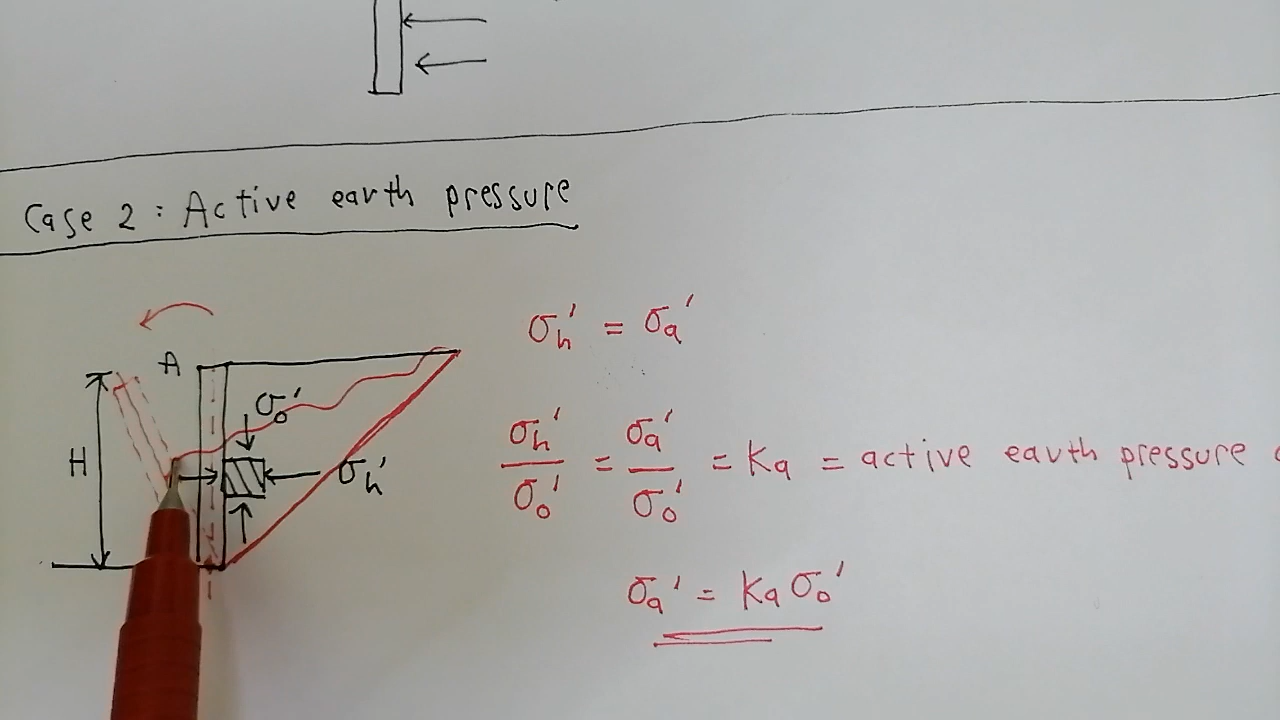 Case 2 : Active earth pressure
A
H
σo'
σh'
σh' = σa'
σh'/σo' = σa'/σo' = Ka = active earth pressure
σa' = Ka σo'